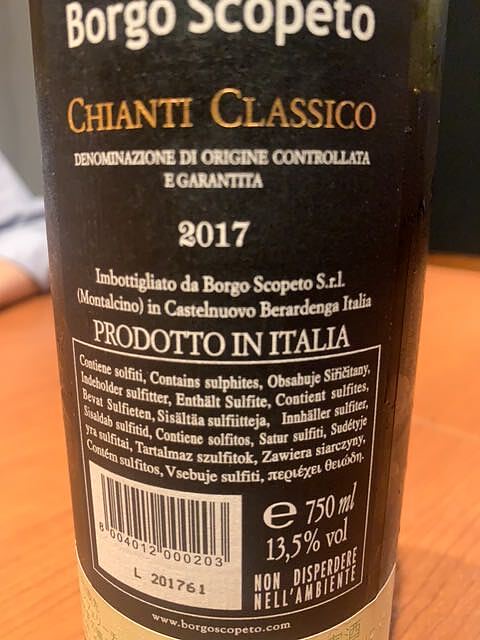 Borgo Scopeto
CHIANTI CLASSICO
DENOMINAZIONE DI ORIGINE CONTROLLATA
E GARANTITA
2017
Imbottigliato da Borgo Scopeto S.r.l.
(Montalcino) in Castelnuovo Berardenga Italia
PRODOTTO IN ITALIA
Contiene solfiti, Contains sulphites, Obsahuje Siřičitany,
Indeholder sulfitter, Enthält Sulfite, Contient sulfites,
Bevat Sulfieten, Sisältäa sulfiitteja, Innhäller sulfiter,
Sisaldab sulfitid, Contiene solfitos, Satur sulfiti, Sudėtyje
yra sulfitai, Tartalmaz szulfitok, Zawiera siarczyny,
Contém sulfitos, Vsebuje sulfiti, περιέχει θειώδη.
e 750 ml
13,5% vol
8 004012 000203
L 201761
NON DISPERDERE
NELL'AMBIENTE
www.borgoscopeto.com